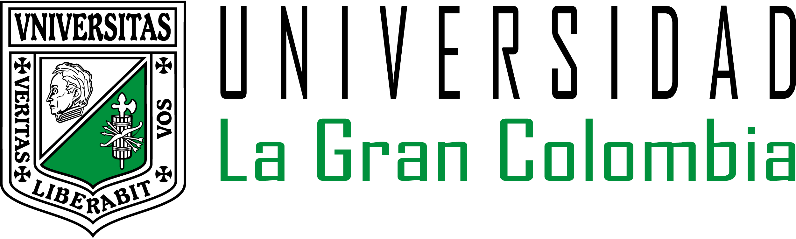 VNIVERSITAS
VERITAS
LIBERABIT
VOS
UNIVERSIDAD
La Gran Colombia